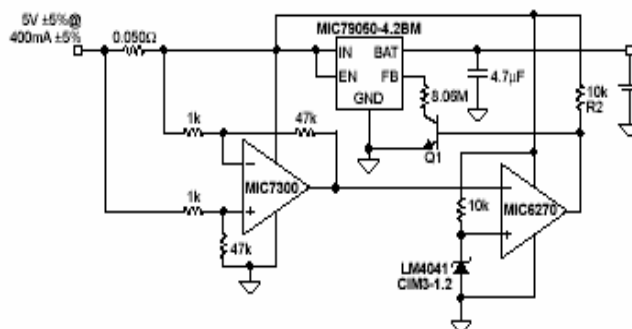 5V ±5%@
400mA ±5%
0.050Ω
MIC79050-4.2BM
IN BAT
EN FB
GND
4.7µF
8.06M
10k
R2
Q1
1k
47k
MIC7300
1k
47k
10k
MIC6270
LM4041
CIM3-1.2